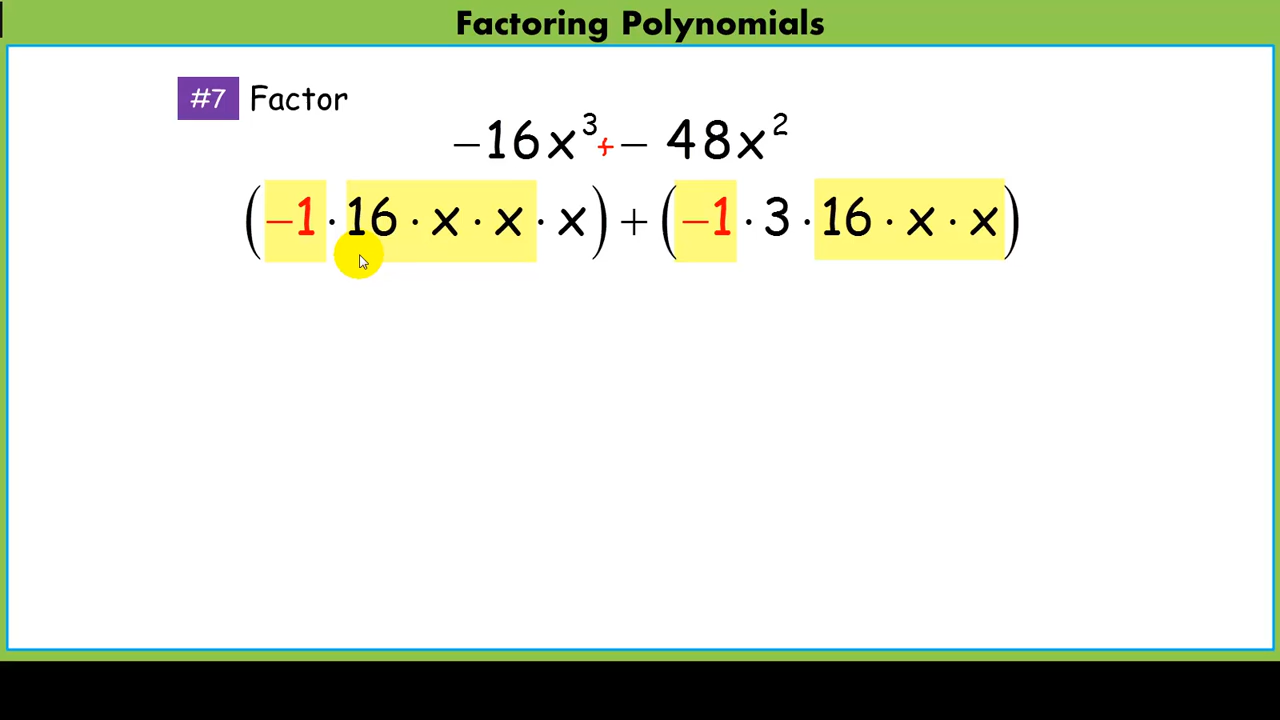 Factoring Polynomials
#7 Factor
−16x³ + − 48x²
(−1 · 16 · x · x · x) + (−1 · 3 · 16 · x · x)